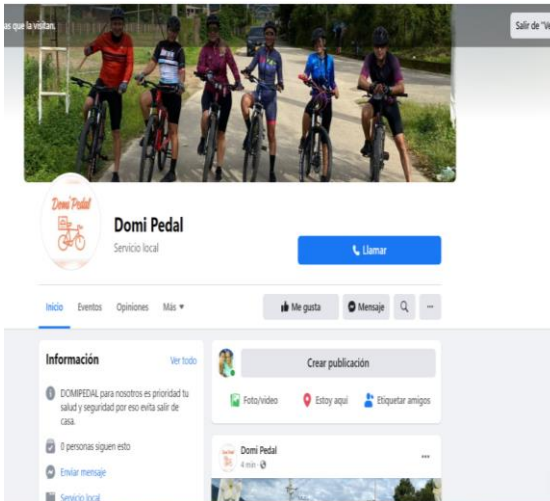 as que la visitan.
Salir de "Ve
Domi Pedal
Domi Pedal
Servicio local
Llamar
Inicio Eventos Opiniones Más
Me gusta Mensaje
Información Ver todo
DOMIPEDAL para nosotros es prioridad tu
salud y seguridad por eso evita salir de
casa.
0 personas siguen esto
Enviar mensaje
Servicio local
Crear publicación
Foto/video Estoy aquí Etiquetar amigos
Domi Pedal
4 min ·